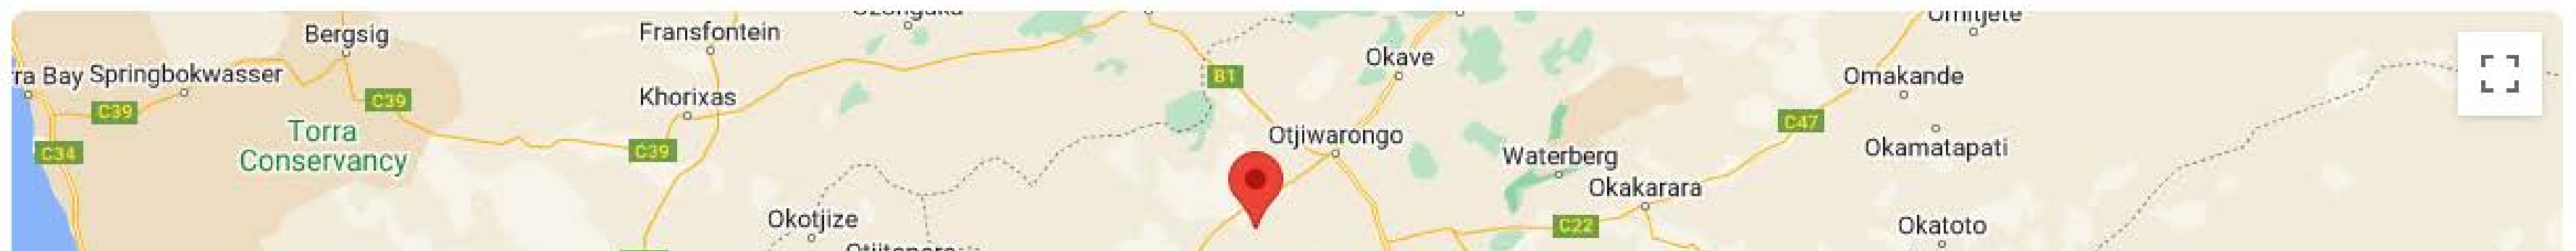 Omitjete
Bergsig
Fransfontein
Okave
ra Bay
Springbokwasser
B1
Omakande
Khorixas
C39
C39
C47
Torra
Conservancy
Otjiwarongo
C34
C39
Okamatapati
Waterberg
Okakarara
Okotjize
C22
Okatoto